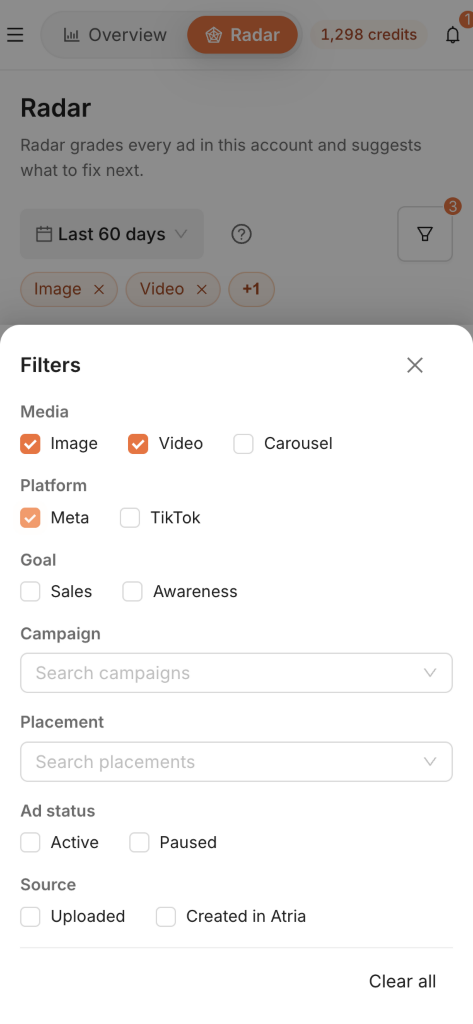 Overview
Radar
1,298 credits
1
Radar
Radar grades every ad in this account and suggests
what to fix next.
Last 60 days
?
3
Image
Video
+1
Filters
Media
Image
Video
Carousel
Platform
Meta
TikTok
Goal
Sales
Awareness
Campaign
Search campaigns
Placement
Search placements
Ad status
Active
Paused
Source
Uploaded
Created in Atria
Clear all